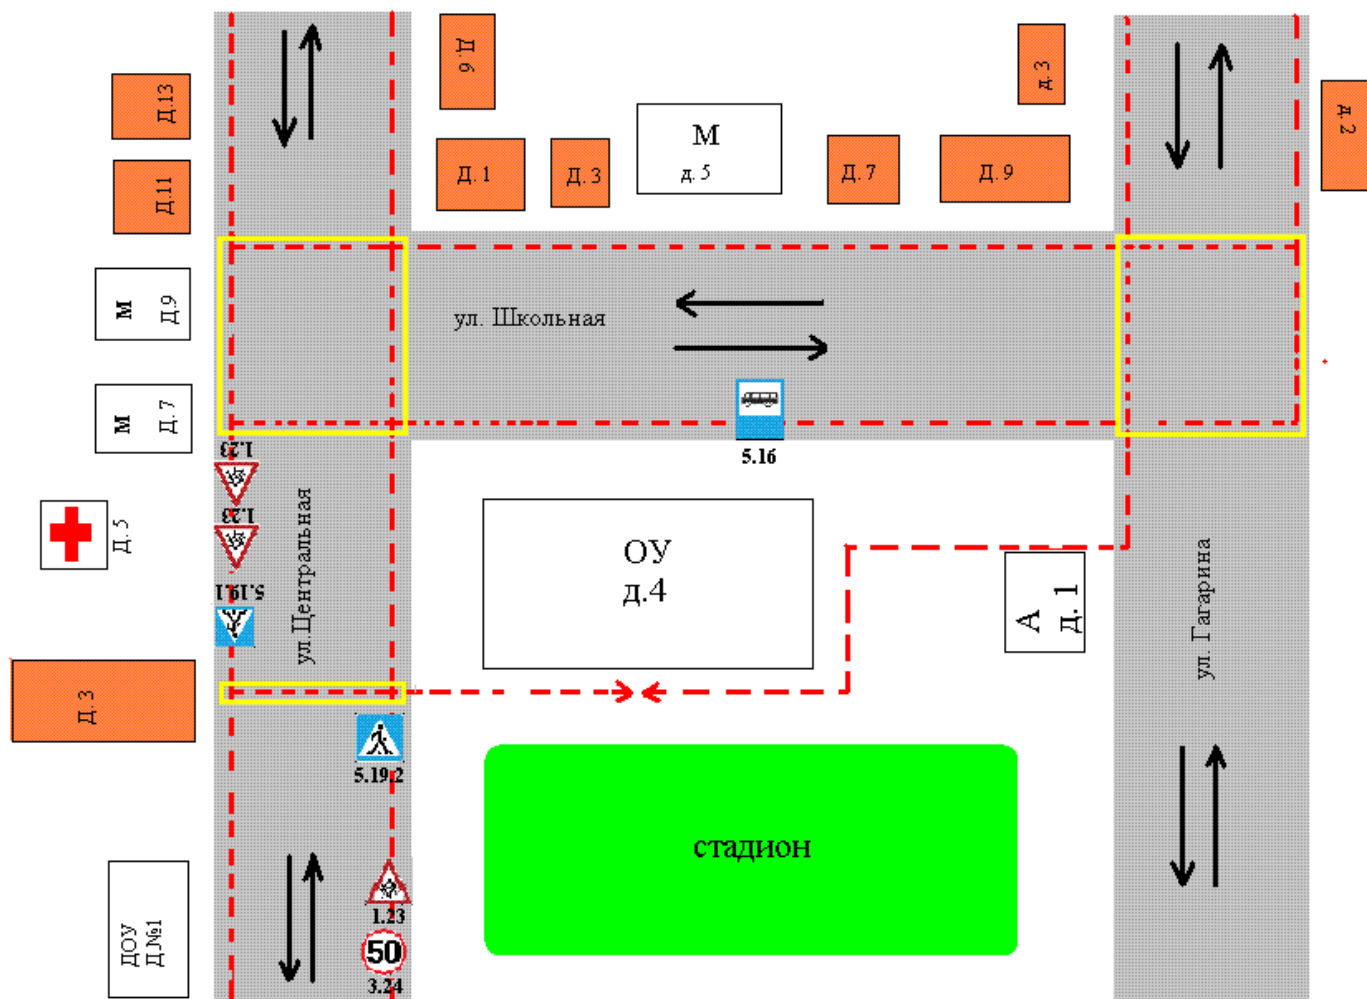 Д. 6
д. 3
Д.13
д. 2
М
д. 5
Д.11
Д. 1
Д. 3
Д. 7
Д. 9
М Д.9
ул. Школьная
М Д. 7
1.23
5.16
Д. 5
1.23
ул.Центральная
ОУ
д.4
5.19.1
А
д. 1
ул. Гагарина
Д. 3
5.19.2
стадион
ДОУ
Д.№1
1.23
50
3.24